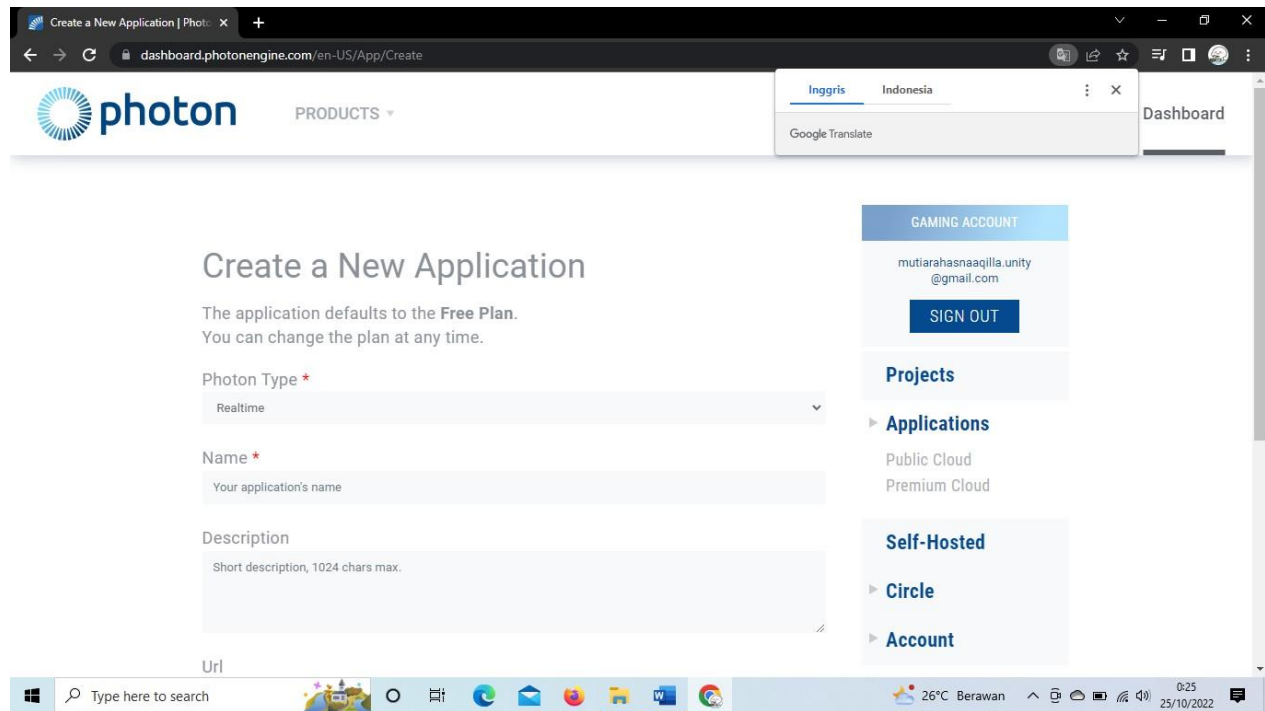 Create a New Application | Photo
dashboard.photonengine.com/en-US/App/Create
photon
PRODUCTS
Inggris Indonesia
Google Translate
Dashboard
Create a New Application
The application defaults to the Free Plan.
You can change the plan at any time.
Photon Type *
Realtime
Name *
Your application's name
Description
Short description, 1024 chars max.
Url
GAMING ACCOUNT
mutiarahasnaaqilla.unity
@gmail.com
SIGN OUT
Projects
Applications
Public Cloud
Premium Cloud
Self-Hosted
Circle
Account
Type here to search
26°C Berawan
0:25
25/10/2022